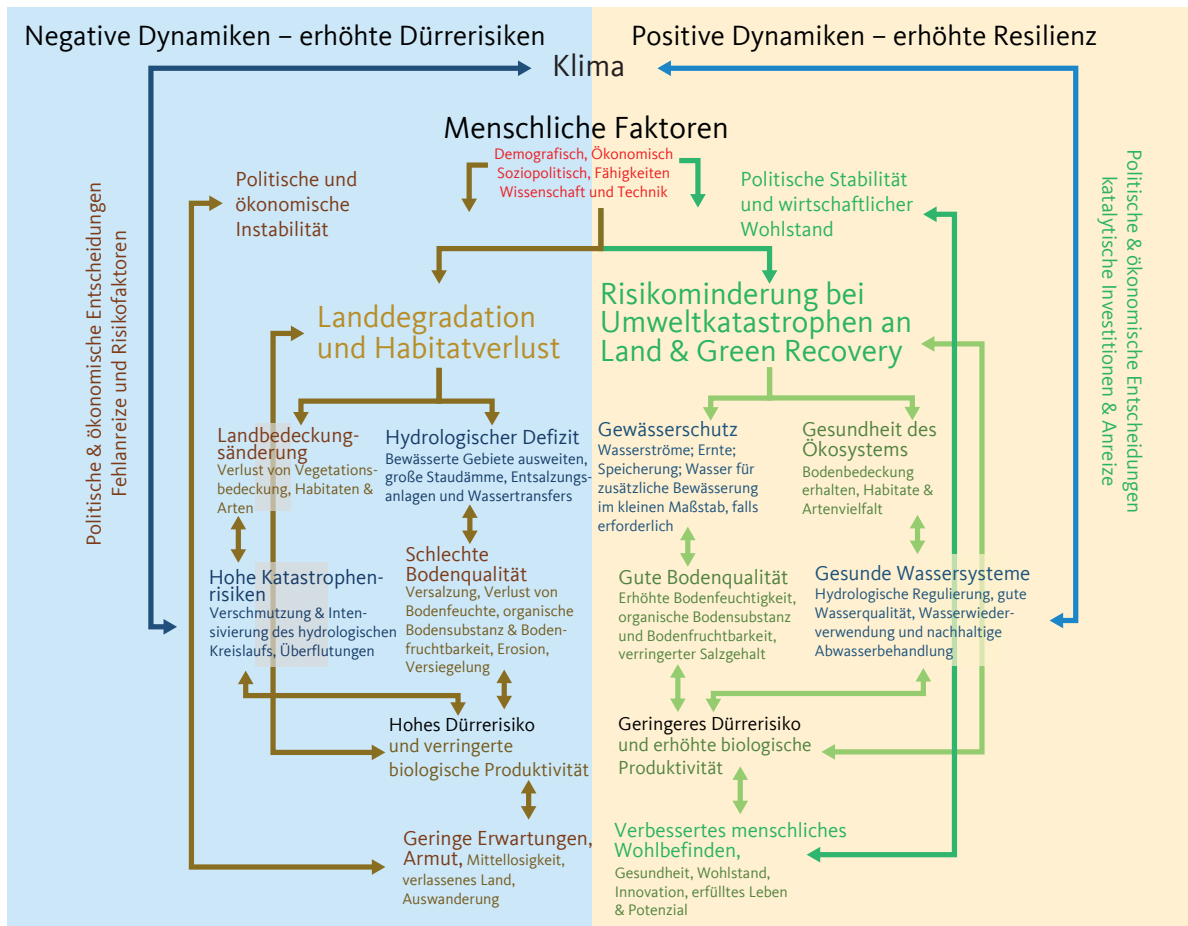 Negative Dynamiken – erhöhte Dürrerisiken
Positive Dynamiken – erhöhte Resilienz
Klima
Menschliche Faktoren
Demografisch, Ökonomisch
Soziopolitisch, Fähigkeiten
Wissenschaft und Technik
Politische & ökonomische Entscheidungen
Fehlanreize und Risikofaktoren
Politische und
ökonomische
Instabilität
Politische Stabilität
und wirtschaftlicher
Wohlstand
Politische & ökonomische Entscheidungen
katalytische Investitionen & Anreize
Landdegradation
und Habitatverlust
Risikominderung bei
Umweltkatastrophen an
Land & Green Recovery
Landbedeckung-
sänderung
Verlust von Vegetations-
bedeckung, Habitaten &
Arten
Hydrologischer Defizit
Bewässerte Gebiete ausweiten,
große Staudämme, Entsalzungs-
anlagen und Wassertransfers
Gewässerschutz
Wasserströme; Ernte;
Speicherung; Wasser für
zusätzliche Bewässerung
im kleinen Maßstab, falls
erforderlich
Gesundheit des
Ökosystems
Bodenbedeckung
erhalten, Habitate &
Artenvielfalt
Hohe Katastrophen-
risiken
Verschmutzung & Inten-
sivierung des hydrologischen
Kreislaufs, Überflutungen
Schlechte
Bodenqualität
Versalzung, Verlust von
Bodenfeuchte, organische
Bodensubstanz & Boden-
fruchtbarkeit, Erosion,
Versiegelung
Gute Bodenqualität
Erhöhte Bodenfeuchtigkeit,
organische Bodensubstanz
und Bodenfruchtbarkeit,
verringerter Salzgehalt
Gesunde Wassersysteme
Hydrologische Regulierung, gute
Wasserqualität, Wasserwieder-
verwendung und nachhaltige
Abwasserbehandlung
Hohes Dürrerisiko
und verringerte
biologische Produktivität
Geringeres Dürrerisiko
und erhöhte biologische
Produktivität
Geringe Erwartungen,
Armut, Mittellosigkeit,
verlassenes Land,
Auswanderung
Verbessertes menschliches
Wohlbefinden,
Gesundheit, Wohlstand,
Innovation, erfülltes Leben
& Potenzial